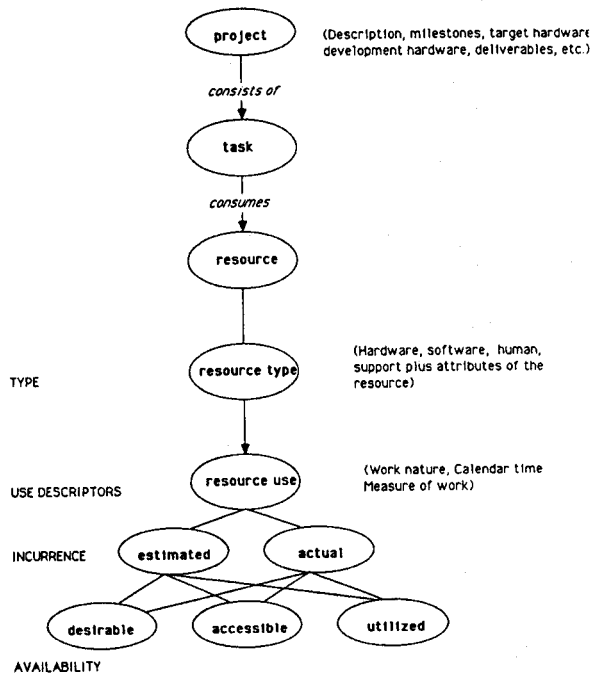 project
(Description, milestones, target hardware
development hardware, deliverables, etc.)
consists of
task
consumes
resource
resource type
(Hardware, software, human,
support plus attributes of the
resource)
TYPE
resource use
(Work nature, Calendar time
Measure of work)
USE DESCRIPTORS
INCURRENCE
estimated
actual
desirable
accessible
utilized
AVAILABILITY